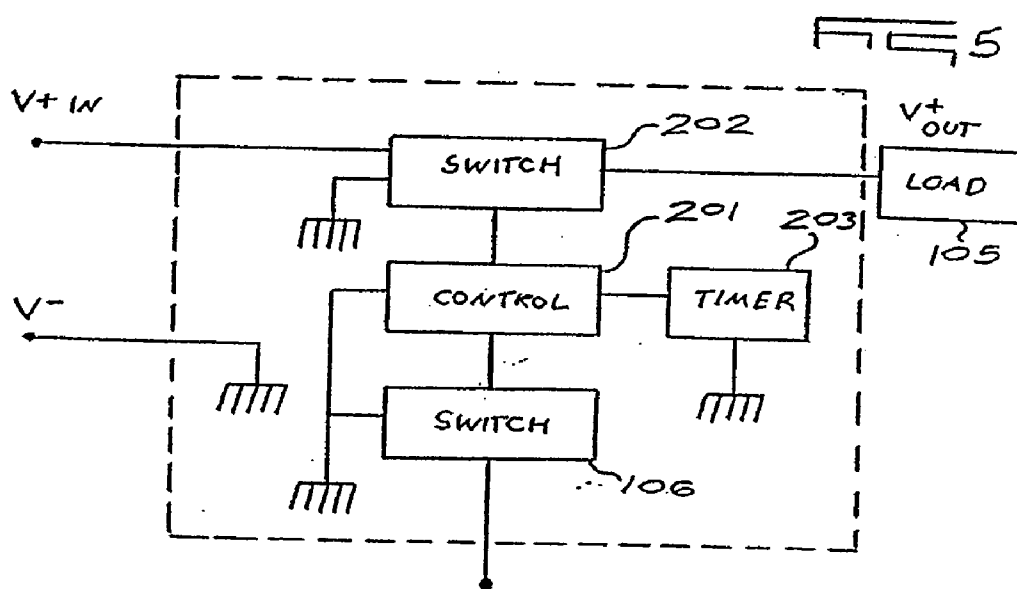 FIG 5
V+ IN
202
V+ OUT
SWITCH
LOAD
201
203
105
CONTROL
TIMER
V-
SWITCH
106